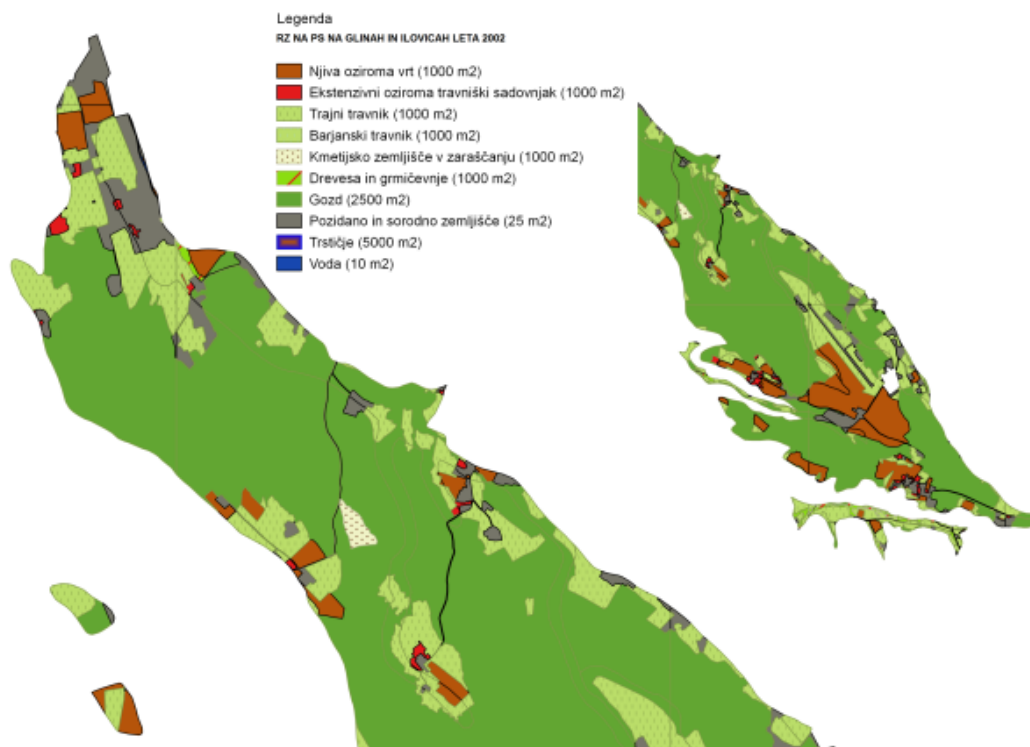 Legenda
RZ NA PS NA GLINAH IN ILOVICAH LETA 2002
Njiva oziroma vrt (1000 m2)
Ekstenzivni oziroma travniški sadovnjak (1000 m2)
Trajni travnik (1000 m2)
Barjanski travnik (1000 m2)
Kmetijsko zemljišče v zaraščanju (1000 m2)
Drevesa in grmičevnje (1000 m2)
Gozd (2500 m2)
Pozidano in sorodno zemljišče (25 m2)
Trstičje (5000 m2)
Voda (10 m2)